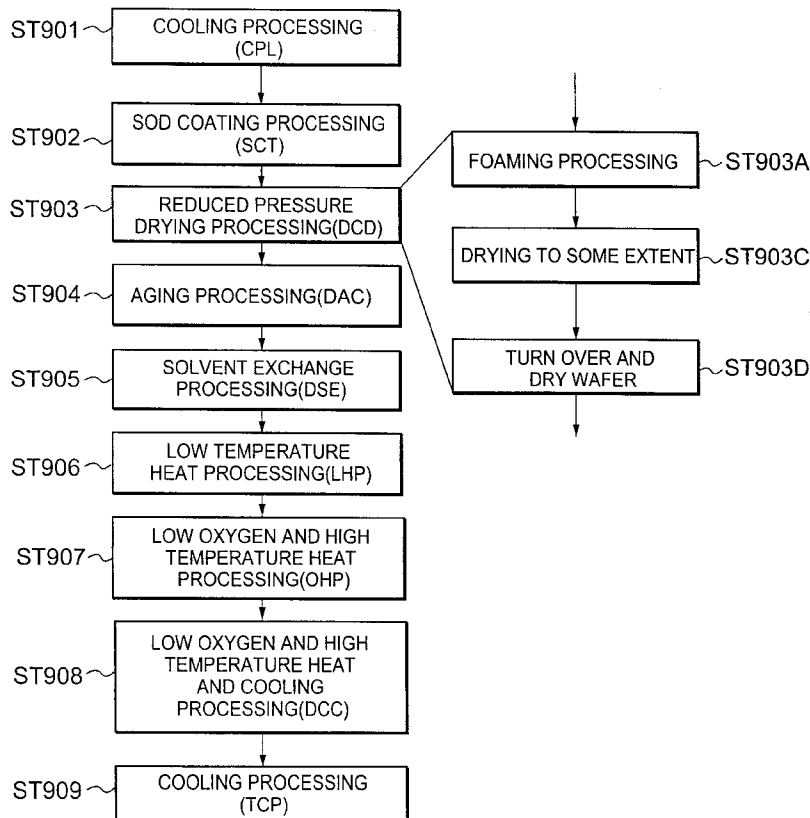 ST901
COOLING PROCESSING
(CPL)
ST902
SOD COATING PROCESSING
(SCT)
ST903
REDUCED PRESSURE
DRYING PROCESSING(DCD)
ST904
AGING PROCESSING(DAC)
ST905
SOLVENT EXCHANGE
PROCESSING(DSE)
ST906
LOW TEMPERATURE
HEAT PROCESSING(LHP)
ST907
LOW OXYGEN AND HIGH
TEMPERATURE HEAT
PROCESSING(OHP)
ST908
LOW OXYGEN AND HIGH
TEMPERATURE HEAT
AND COOLING
PROCESSING(DCC)
ST909
COOLING PROCESSING
(TCP)
FOAMING PROCESSING
ST903A
DRYING TO SOME EXTENT
ST903C
TURN OVER AND
DRY WAFER
ST903D